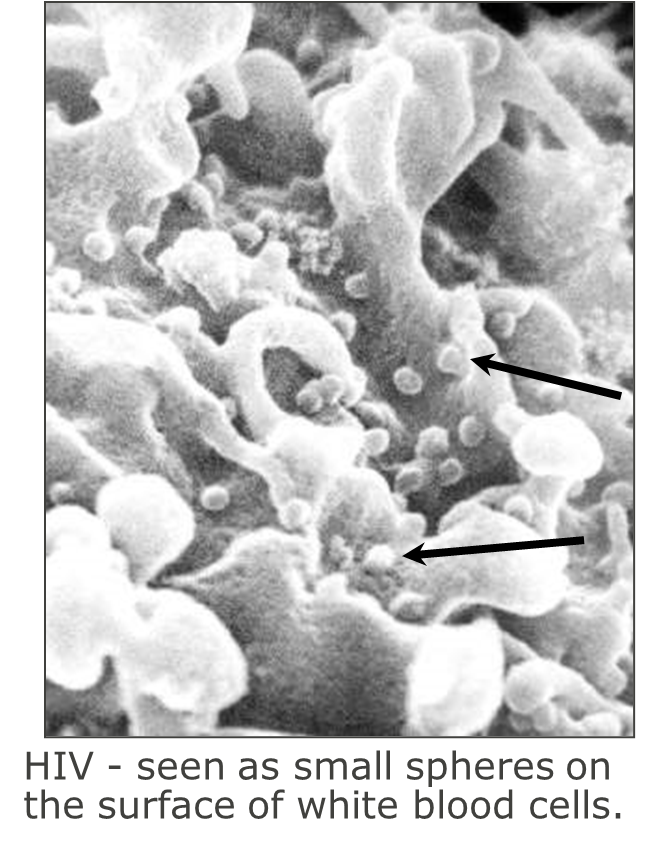 HIV - seen as small spheres on
the surface of white blood cells.